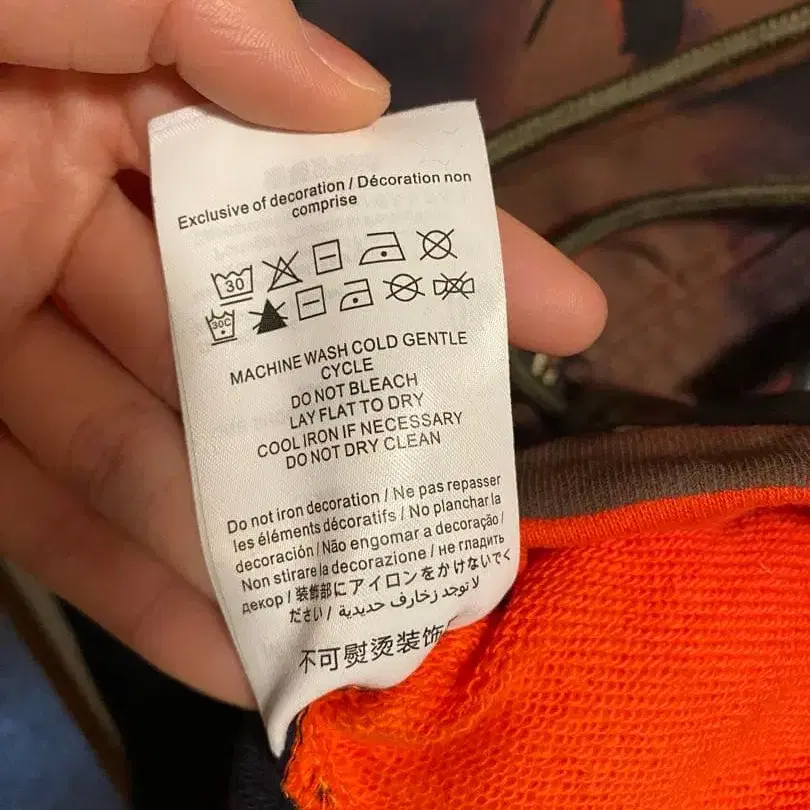 Exclusive of decoration / Décoration non
comprise
30
30C
MACHINE WASH COLD GENTLE
CYCLE
DO NOT BLEACH
LAY FLAT TO DRY
COOL IRON IF NECESSARY
DO NOT DRY CLEAN
Do not iron decoration / Ne pas repasser
les éléments décoratifs / No planchar la
decoración / Não engomar a decoração /
Non stirare la decorazione / не гладить
декор / 装飾部にアイロンをかけないでく
ださい / لا توجد زخارف حديدية
不可熨烫装饰